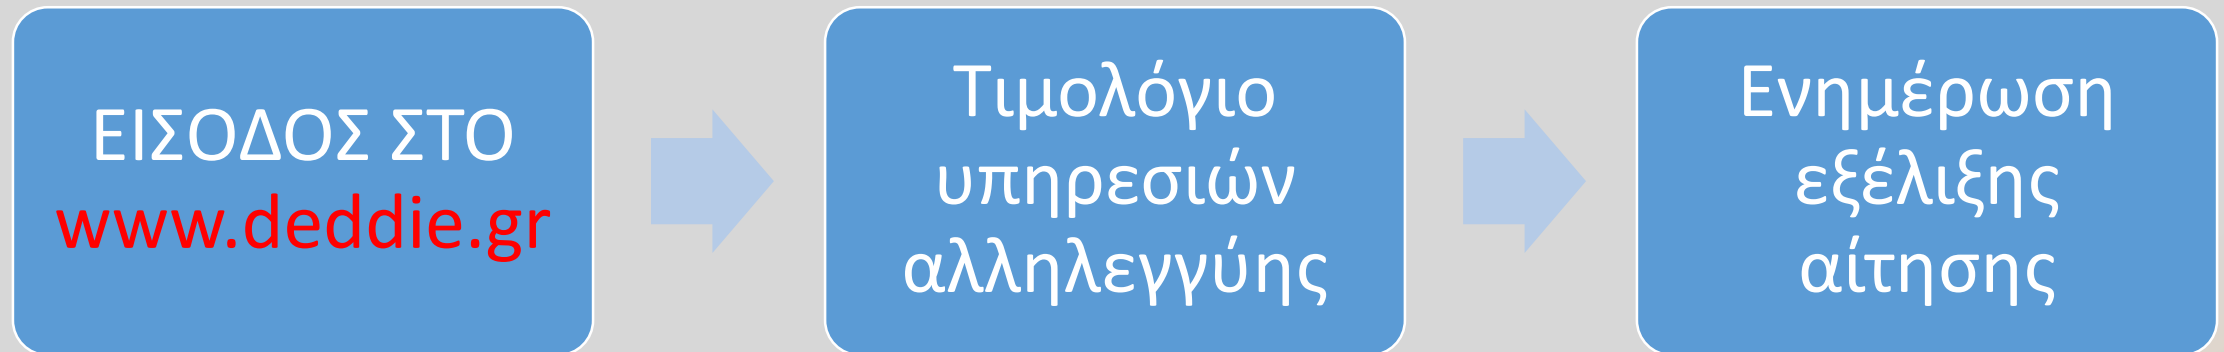 ΕΙΣΟΔΟΣ ΣΤΟ
www.deddie.gr
Τιμολόγιο
υπηρεσιών
αλληλεγγύης
Ενημέρωση
εξέλιξης
αίτησης